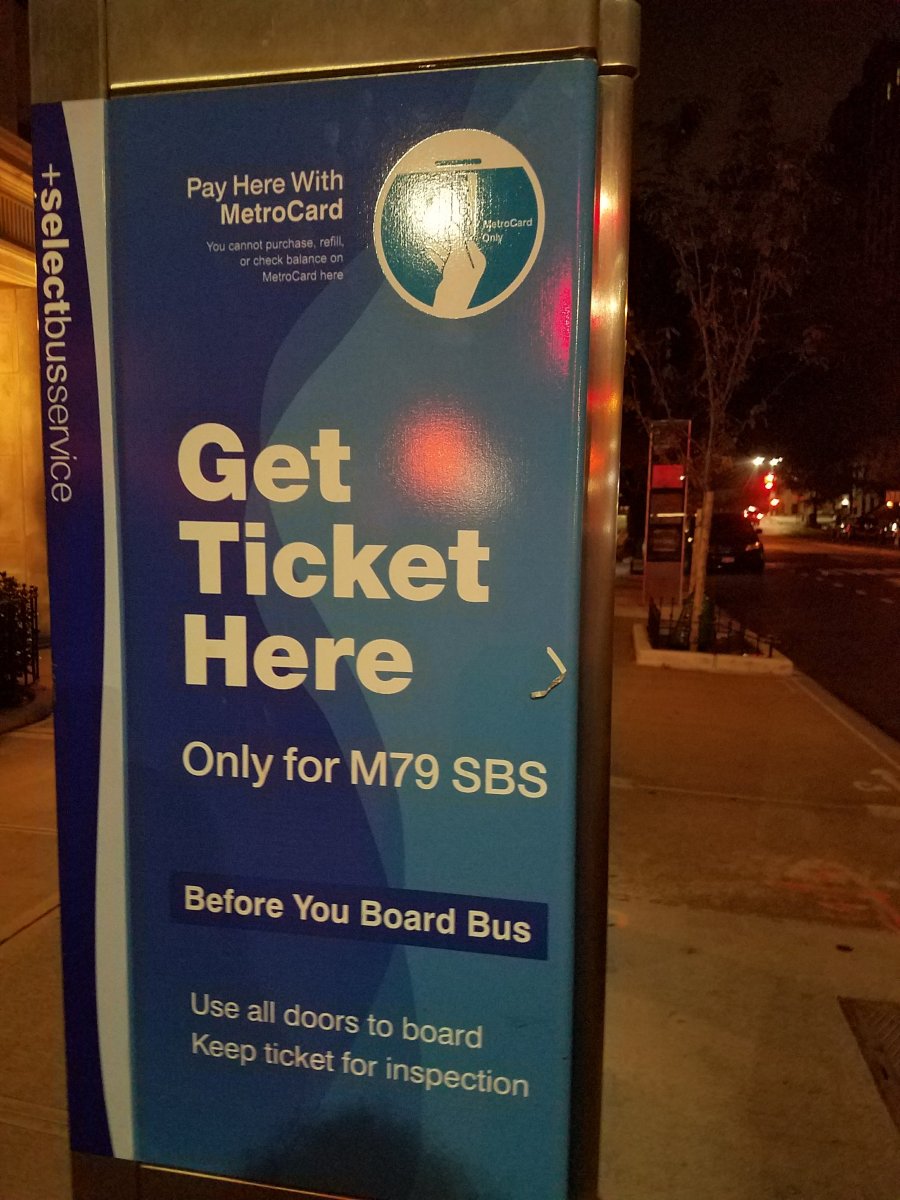 +selectbusservice
Pay Here With
MetroCard
You cannot purchase, refill,
or check balance on
MetroCard here
MetroCard
Only
Get
Ticket
Here
Only for M79 SBS
Before You Board Bus
Use all doors to board
Keep ticket for inspection